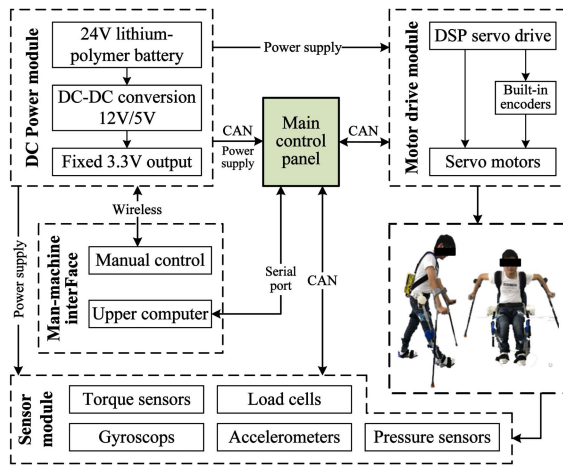 DC Power module
24V lithium-
polymer battery
DC-DC conversion
12V/5V
Fixed 3.3V output
Power supply
Motor drive module
DSP servo drive
Built-in
encoders
Servo motors
CAN
Power
supply
Main
control
panel
CAN
Wireless
Power supply
Man-machine
interFace
Manual control
Upper computer
Serial
port
CAN
Sensor
module
Torque sensors
Load cells
Gyroscops
Accelerometers
Pressure sensors